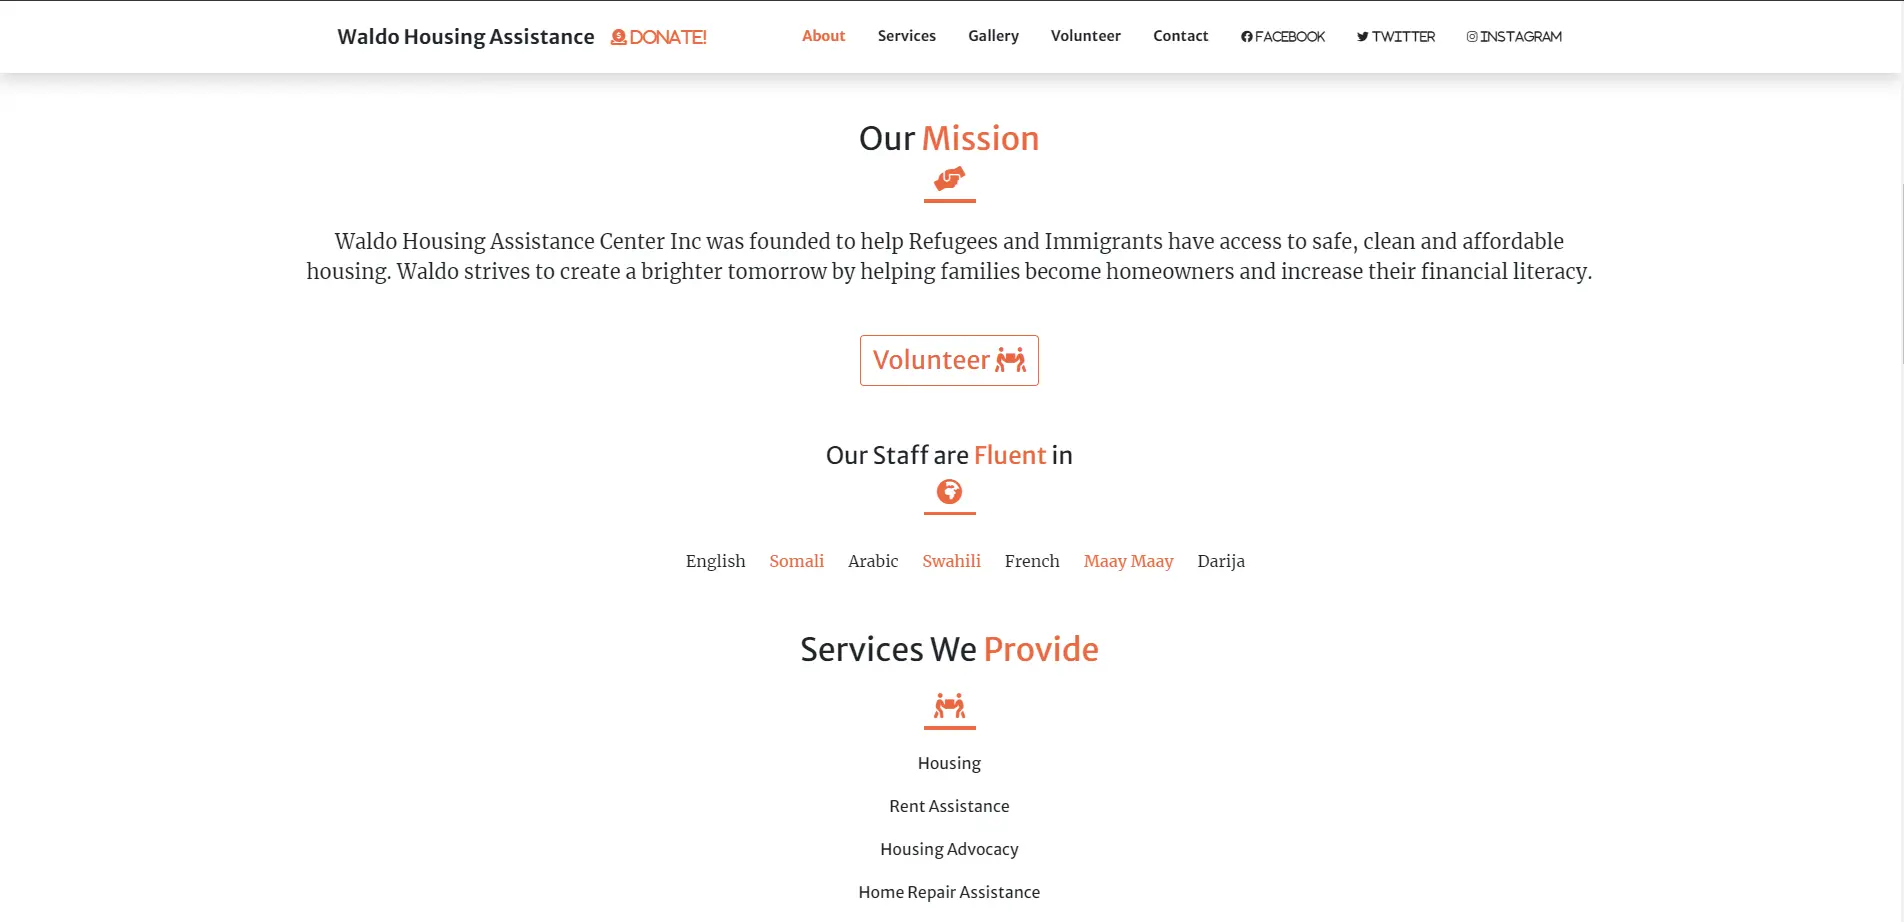 Waldo Housing Assistance DONATE! About Services Gallery Volunteer Contact FACEBOOK TWITTER INSTAGRAM
Our Mission
Waldo Housing Assistance Center Inc was founded to help Refugees and Immigrants have access to safe, clean and affordable
housing. Waldo strives to create a brighter tomorrow by helping families become homeowners and increase their financial literacy.
Volunteer
Our Staff are Fluent in
English Somali Arabic Swahili French Maay Maay Darija
Services We Provide
Housing
Rent Assistance
Housing Advocacy
Home Repair Assistance